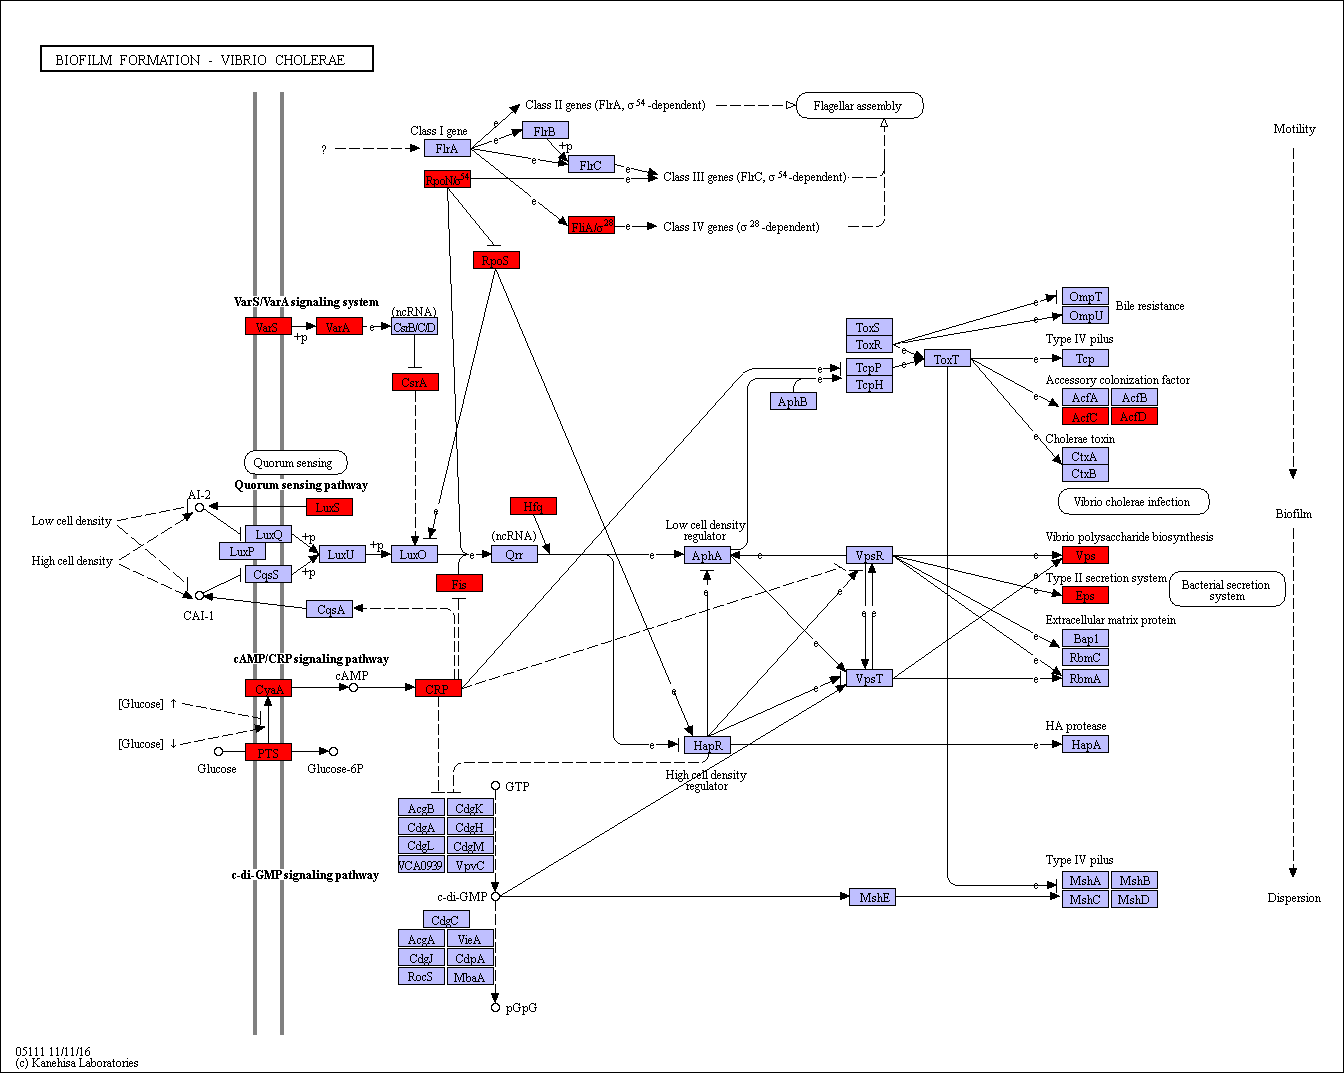 BIOFILM FORMATION - VIBRIO CHOLERAE
Class II genes (FlrA, σ 54 -dependent)
Flagellar assembly
Motility
Class I gene
FlrB
e
e
+p
?
FlrA
e
FlrC
e
RpoN/σ54
e
Class III genes (FlrC, σ 54 -dependent)
e
FlrA/σ28
e
Class IV genes (σ 28 -dependent)
RpoS
VarS/VarA signaling system
(ncRNA)
VarS
+p
VarA
e
CsrB/C/D
CsrA
e
OmpT
Bile resistance
e
OmpU
ToxS
ToxR
e
ToxT
Type IV pilus
e
Tcp
e
TcpP
e
e
TcpH
AphB
Accessory colonization factor
e
AcfA
AcfB
AcfC
AcfD
Cholerae toxin
e
CtxA
CtxB
Vibrio cholerae infection
Biofilm
Quorum sensing
Quorum sensing pathway
AI-2
LuxS
Low cell density
High cell density
LuxQ
LuxP
CqsS
+p
+p
LuxU
+p
LuxO
e
e
Hfq
(ncRNA)
Qrr
e
Low cell density
regulator
AphA
e
VpsR
Vibrio polysaccharide biosynthesis
e
Vps
Type II secretion system
e
Eps
Bacterial secretion
system
Fis
CAI-1
CqsA
e
e
e
e
Extracellular matrix protein
e
Bap1
e
RbmC
e
RbmA
e
e
VpsT
cAMP/CRP signaling pathway
CyaA
cAMP
CRP
e
[Glucose] ↑
[Glucose] ↓
PTS
Glucose
Glucose-6P
e
HapR
High cell density
regulator
HA protease
e
HapA
GTP
AcgB
CdgK
CdgA
CdgH
CdgL
CdgM
VCA0939
VpvC
c-di-GMP signaling pathway
c-di-GMP
MshE
Type IV pilus
e
e
MshA
MshB
MshC
MshD
Dispersion
CdgC
AcgA
VieA
CdgJ
CdpA
RocS
MbaA
pGpG
05111 11/11/16
(c) Kanehisa Laboratories